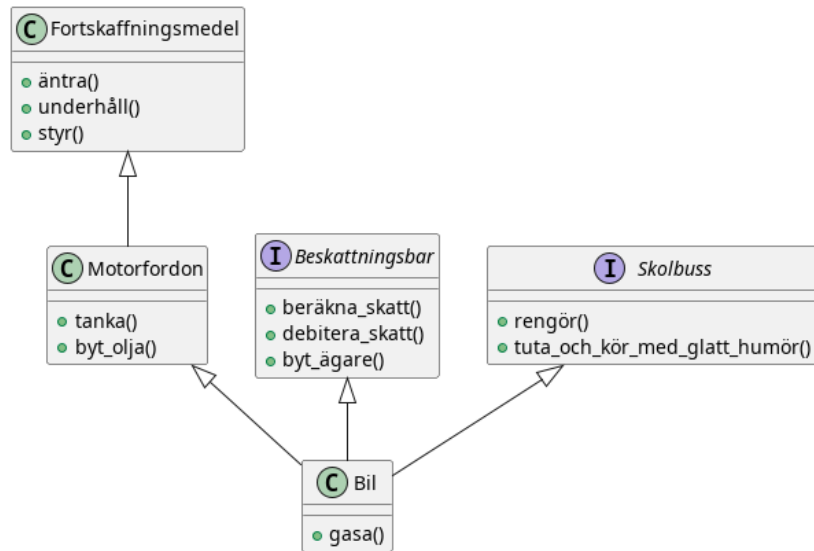 C Fortskaffningsmedel
äntra()
underhåll()
styr()
C Motorfordon
tanka()
byt_olja()
I Beskattningsbar
beräkna_skatt()
debitera_skatt()
byt_ägare()
I Skolbuss
rengör()
tuta_och_kör_med_glatt_humör()
C Bil
gasa()